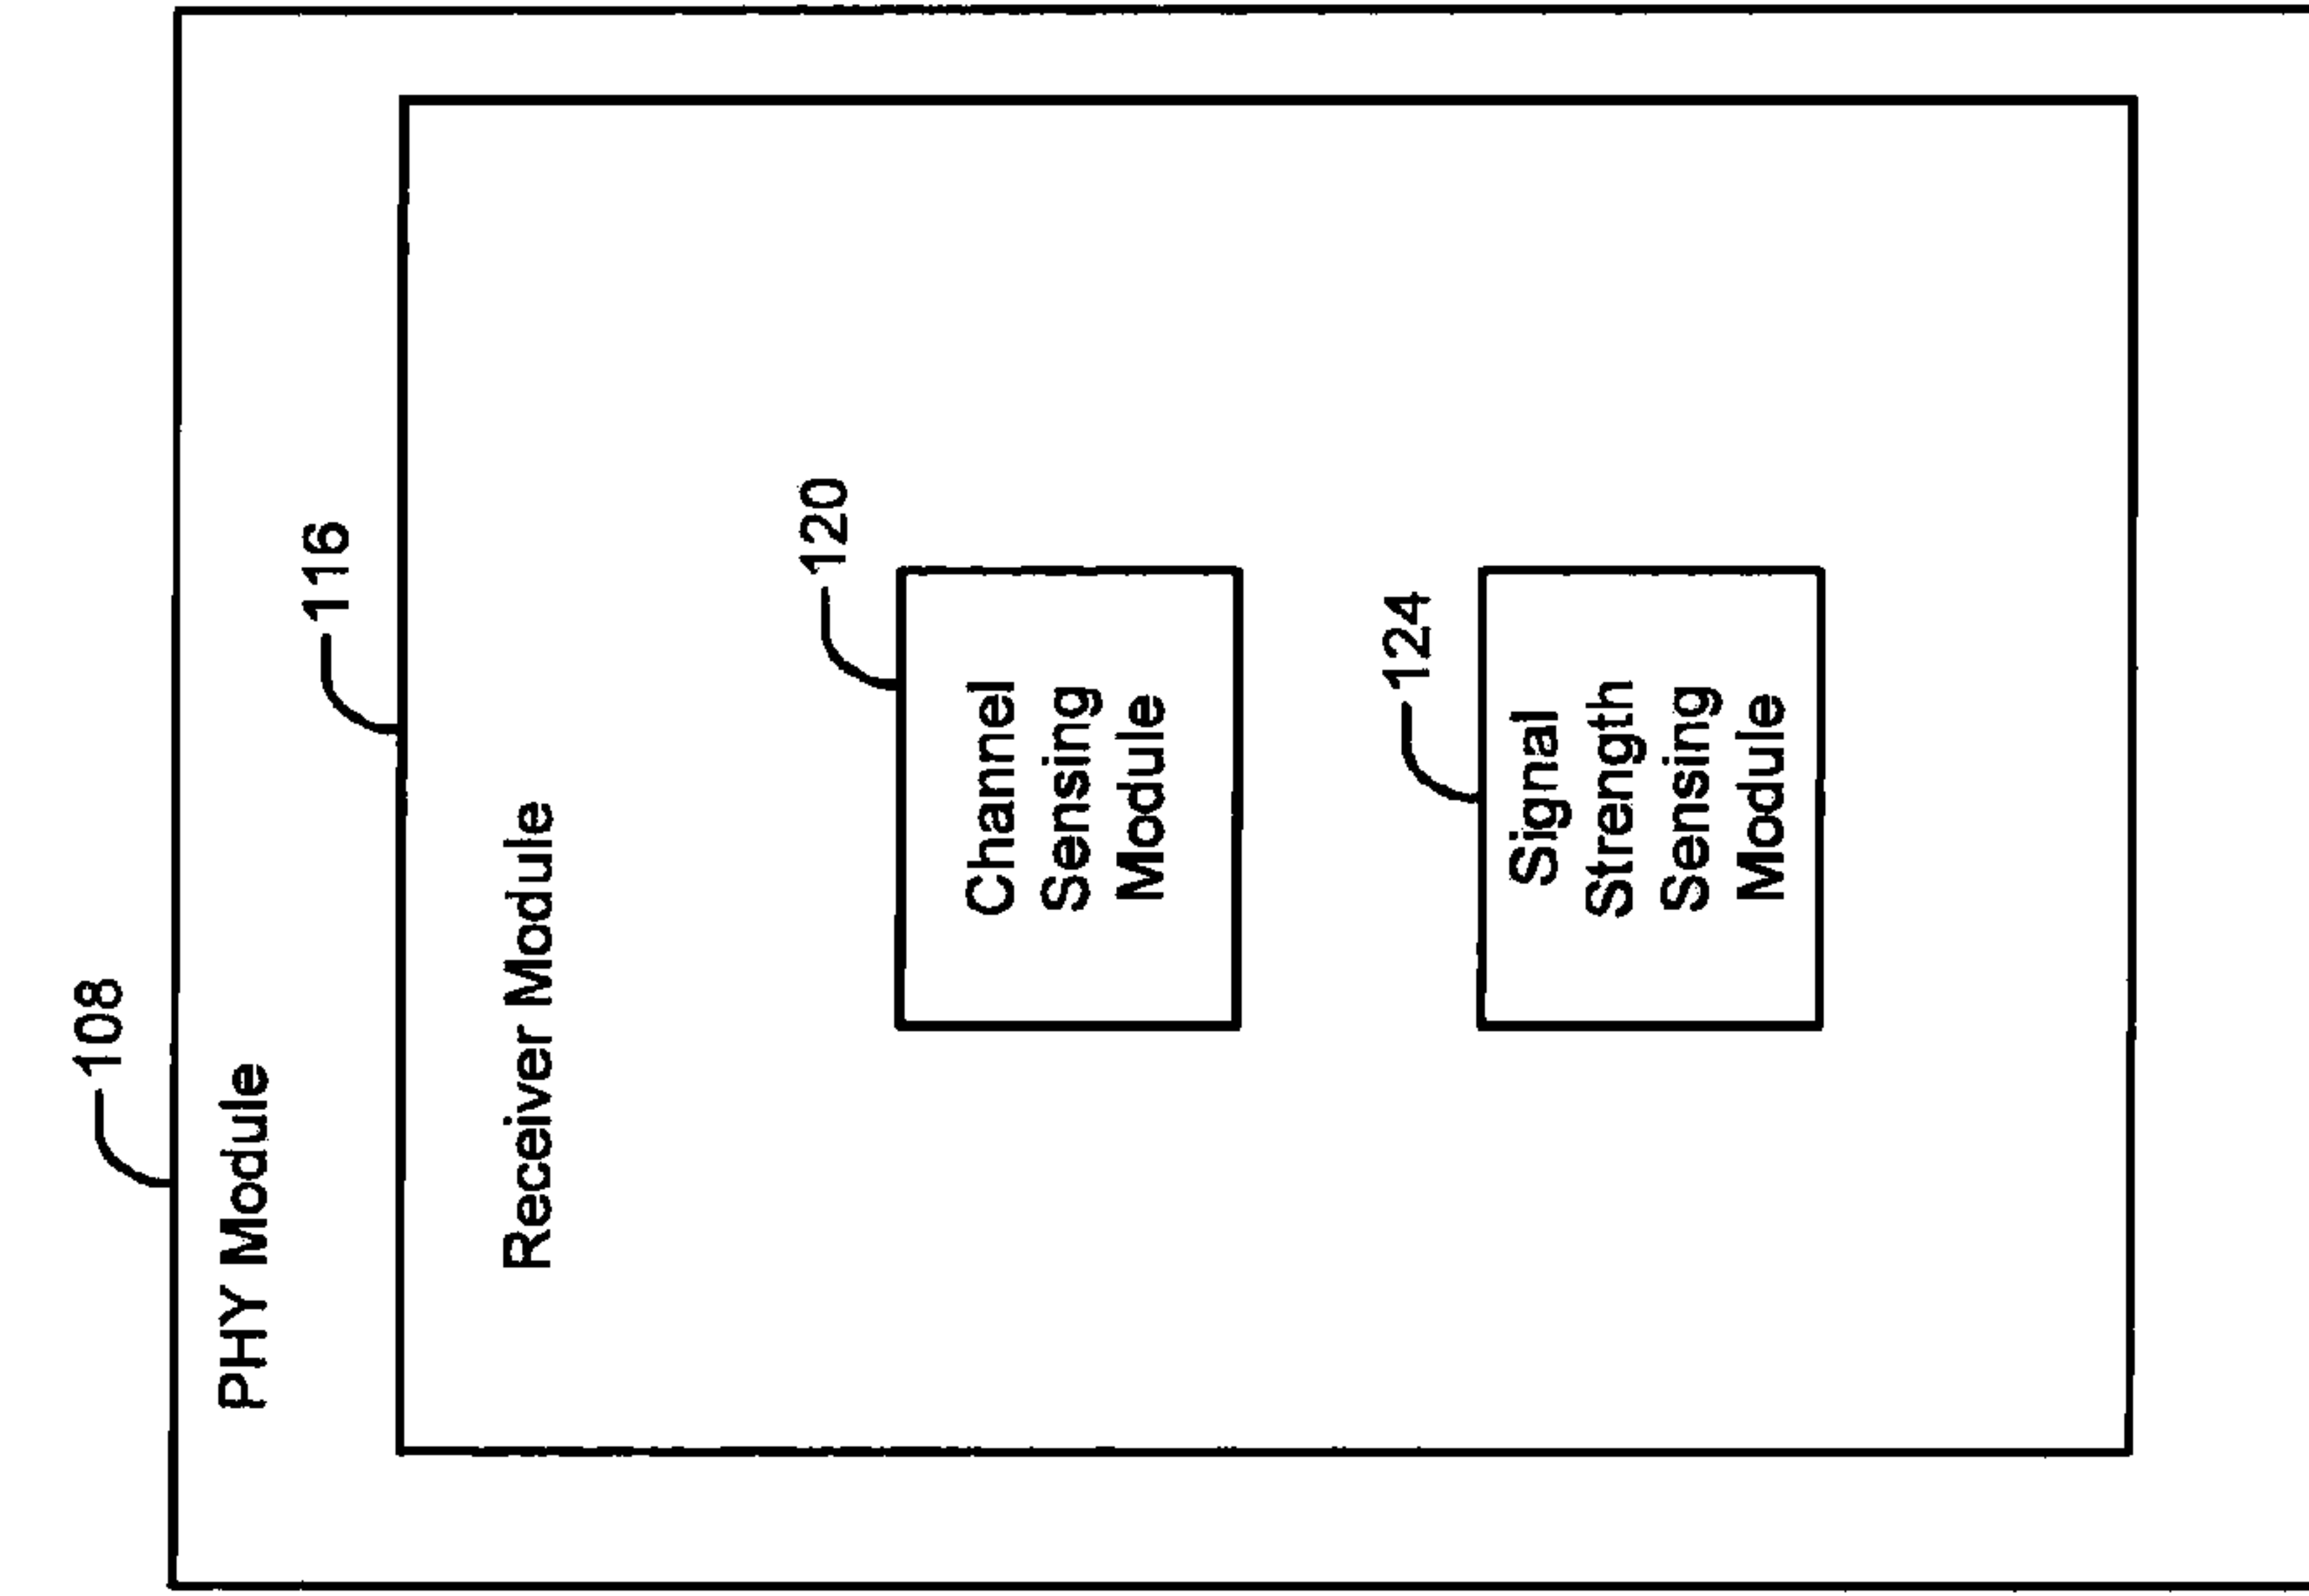 108
PHY Module
116
Receiver Module
120
Channel
Sensing
Module
124
Signal
Strength
Sensing
Module